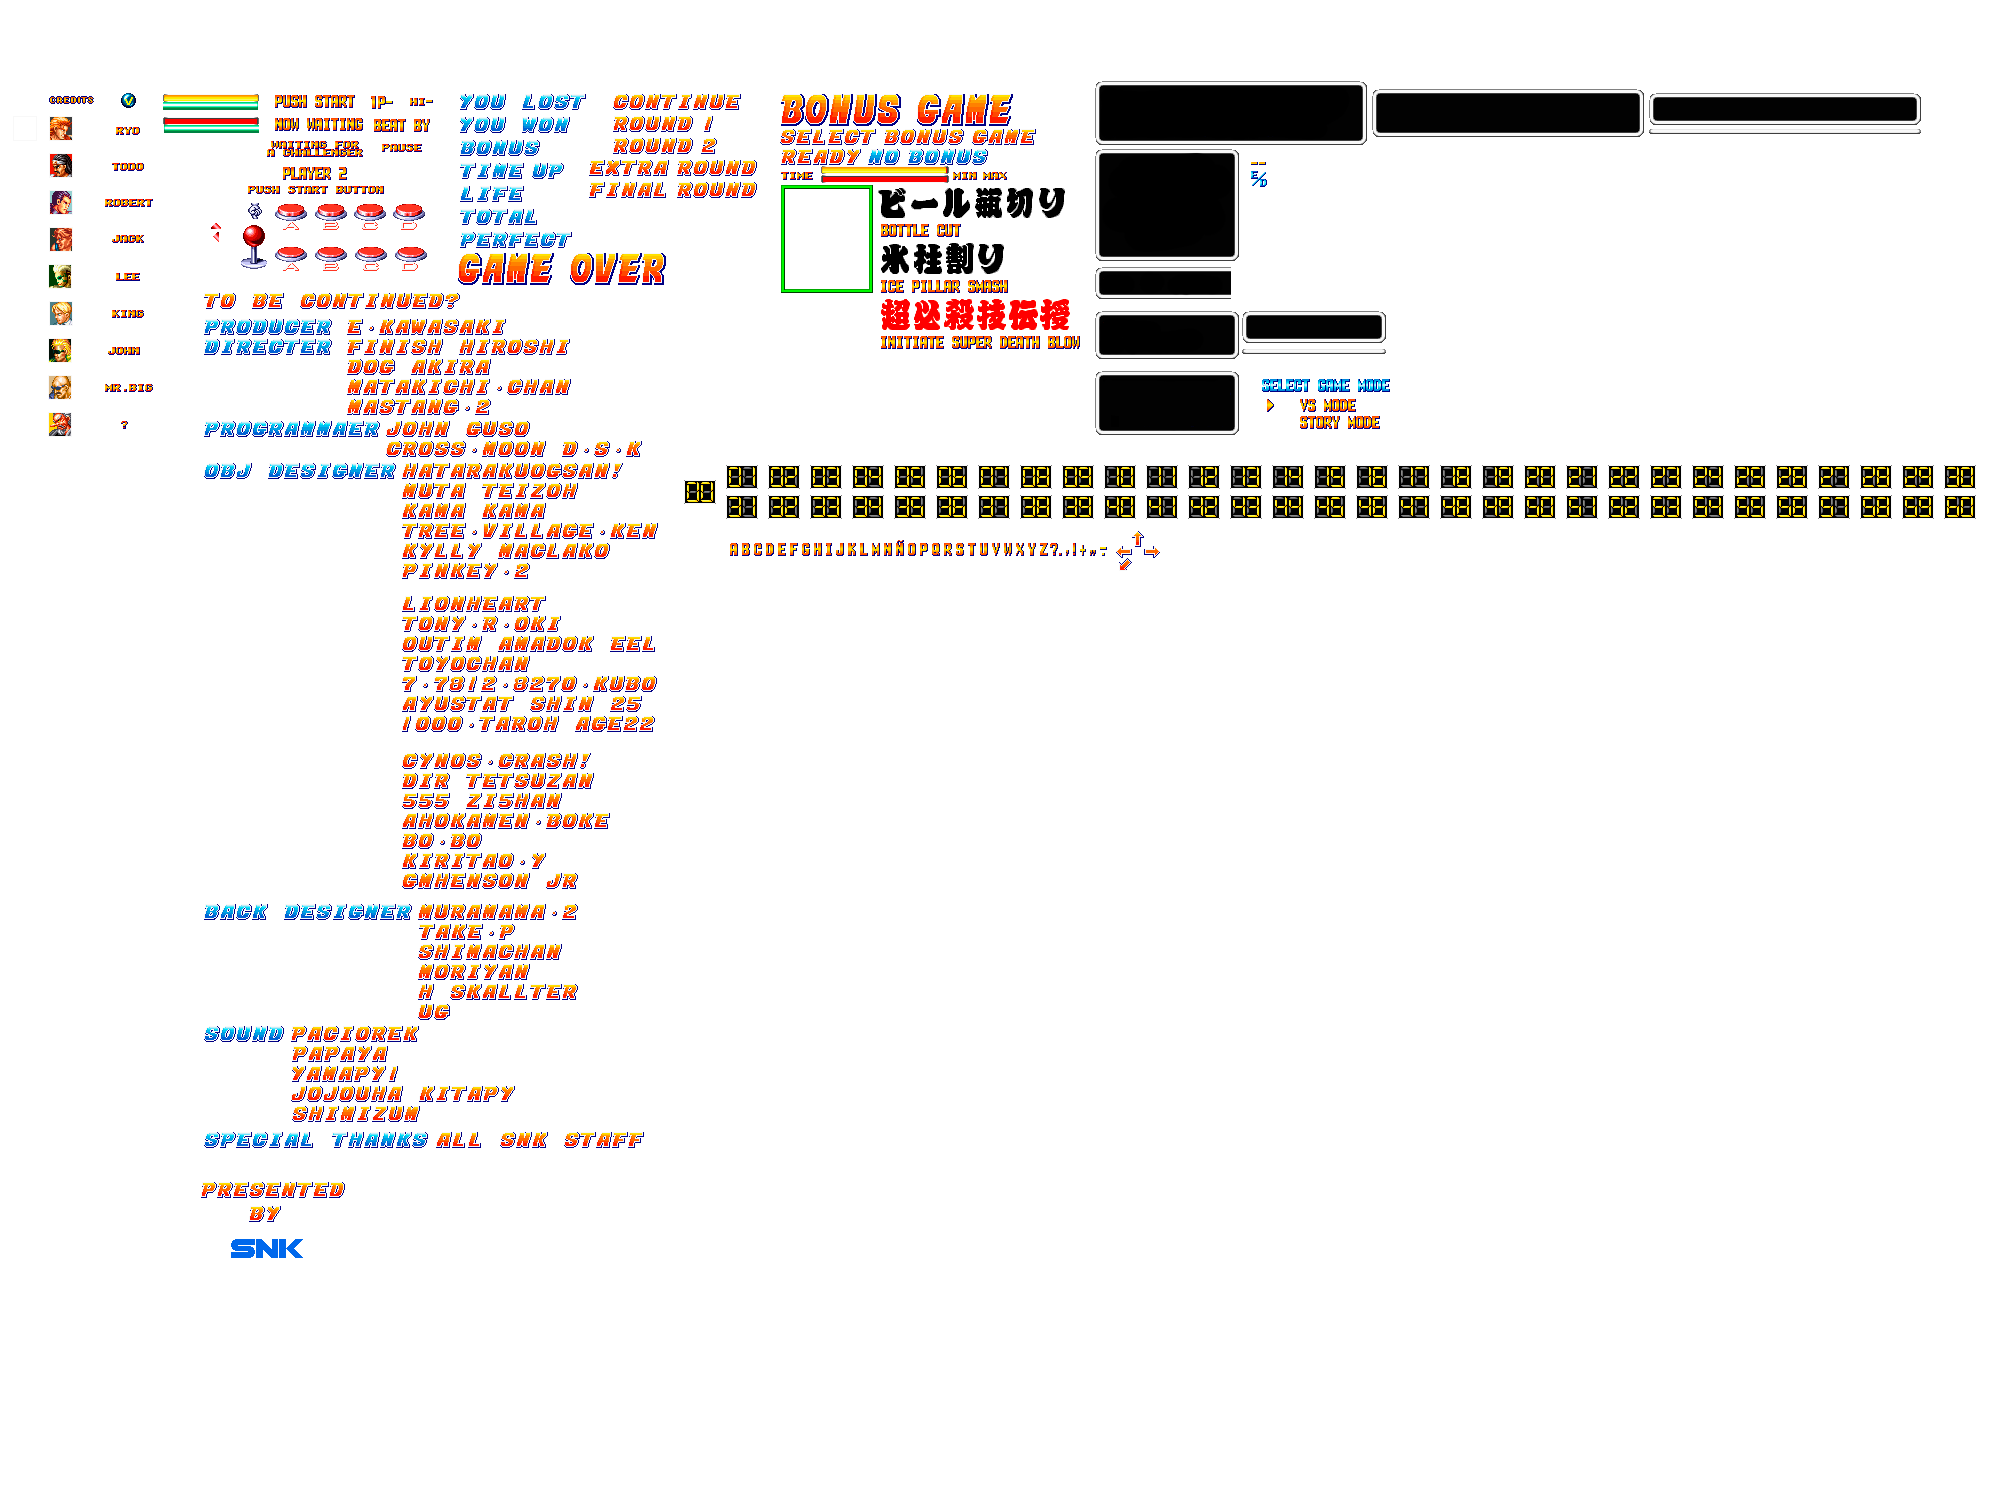 CREDITS
RYO
TODO
ROBERT
JACK
LEE
KING
JOHN
MR.BIG
?
PUSH START 1P- HI-
NOW WAITING BEAT BY
WAITING FOR
A CHALLENGER
PAUSE
PLAYER 2
PUSH START BUTTON
A B C D
A B C D
YOU LOST
YOU WON
BONUS
TIME UP
LIFE
TOTAL
PERFECT
CONTINUE
ROUND 1
ROUND 2
EXTRA ROUND
FINAL ROUND
GAME OVER
TO BE CONTINUED?
PRODUCER E.KAWASAKI
DIRECTER FINISH HIROSHI
DOG AKIRA
MATAKICHI.CHAN
MASTANG.2
PROGRAMMAER JOHN GUSO
CROSS.MOON D.S.K
OBJ DESIGNER HATARAKUOGSAN!
MUTA TEIZOH
KAMA KAMA
TREE.VILLAGE.KEN
KYLLY MACLAKO
PINKEY.2
LIONHEART
TONY.R.OKI
OUTIM AMADOK EEL
TOYOCHAN
7.7812.8270.KUBO
AYUSTAT SHIN 25
1000.TAROH AGE22
CYNOS.CRASH!
DIR TETSUZAN
555 ZISHAN
AHOKAMEN.BOKE
BO.BO
KIRITAO.Y
GMHENSON JR
BACK DESIGNER MURAMAMA.2
TAKE.P
SHIMACHAN
MORIYAN
H SKALLTER
UG
SOUND PACIOREK
PAPAYA
YAMAPY1
JOJOUHA KITAPY
SHIMIZUM
SPECIAL THANKS ALL SNK STAFF
PRESENTED
BY
SNK
BONUS GAME
SELECT BONUS GAME
READY NO BONUS
TIME MIN MAX
ビール瓶切り
BOTTLE CUT
氷柱割り
ICE PILLAR SMASH
超必殺技伝授
INITIATE SUPER DEATH BLOW
E/D
SELECT GAME MODE
VS MODE
STORY MODE
01 02 03 04 05 06 07 08 09 10 11 12 13 14 15 16 17 18 19 20 21 22 23 24 25 26 27 28 29 30
00
31 32 33 34 35 36 37 38 39 40 41 42 43 44 45 46 47 48 49 50 51 52 53 54 55 56 57 58 59 60
ABCDEFGHIJKLMNÑOPQRSTUVWXYZ?.,!+"-: